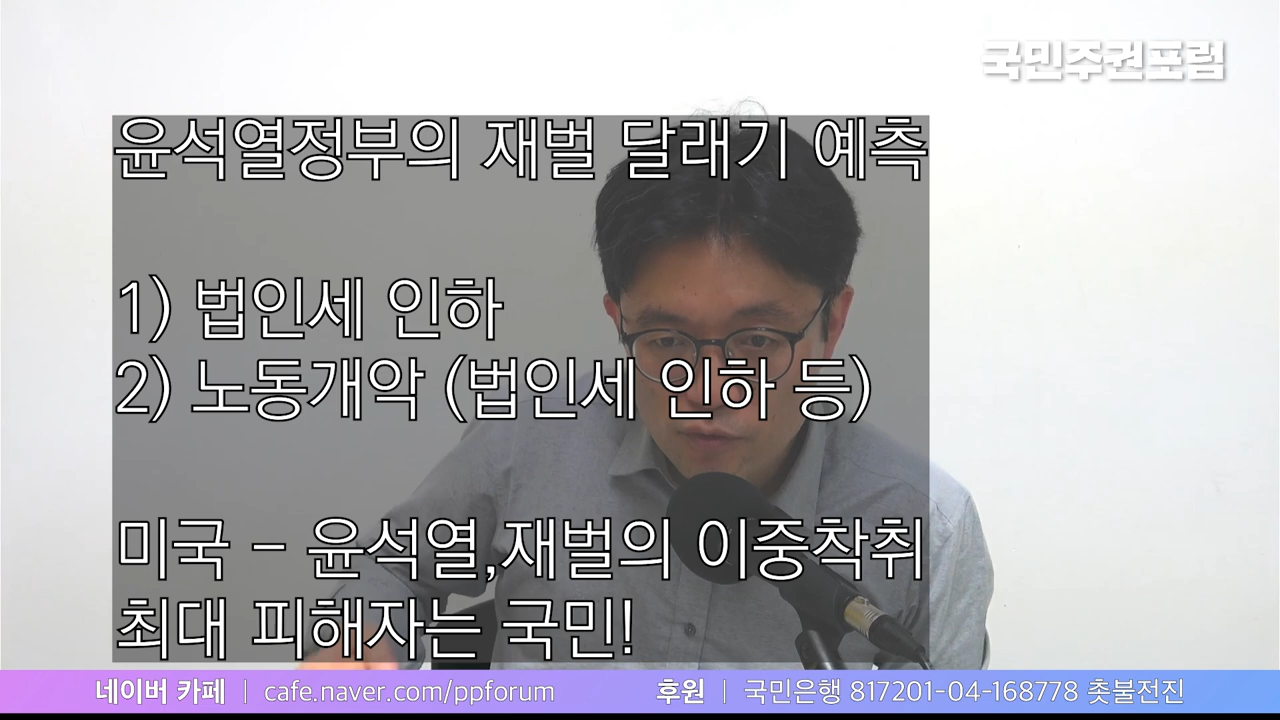 국민주권포럼
윤석열정부의 재벌 달래기 예측
1) 법인세 인하
2) 노동개악 (법인세 인하 등)
미국 - 윤석열,재벌의 이중착취
최대 피해자는 국민!
네이버 카페 | cafe.naver.com/ppforum 후원 | 국민은행 817201-04-168778 촛불전진